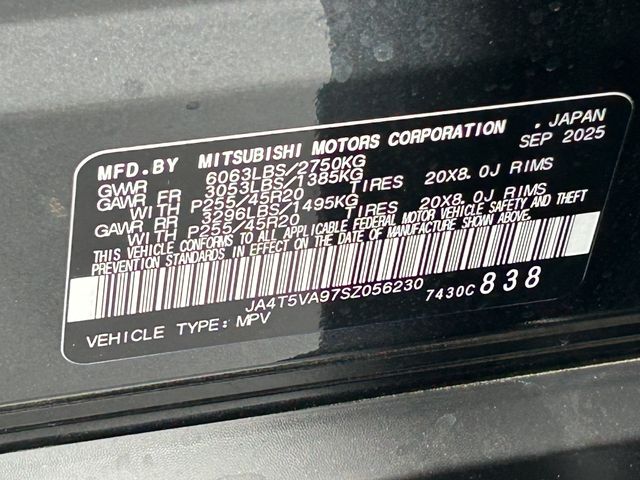 MFD.BY MITSUBISHI MOTORS CORPORATION , JAPAN
GVWR 6063LBS/2750KG SEP 2025
GAWR FR 3053LBS/1385KG
WITH P255/45R20 TIRES 20X8.0J RIMS
GAWR RR 3296LBS/1495KG
WITH P255/45R20 TIRES 20X8.0J RIMS
THIS VEHICLE CONFORMS TO ALL APPLICABLE FEDERAL MOTOR VEHICLE SAFETY AND THEFT
PREVENTION STANDARDS IN EFFECT ON THE DATE OF MANUFACTURE SHOWN ABOVE.
JA4T5VA97SZ056230 7430C 838
VEHICLE TYPE: MPV